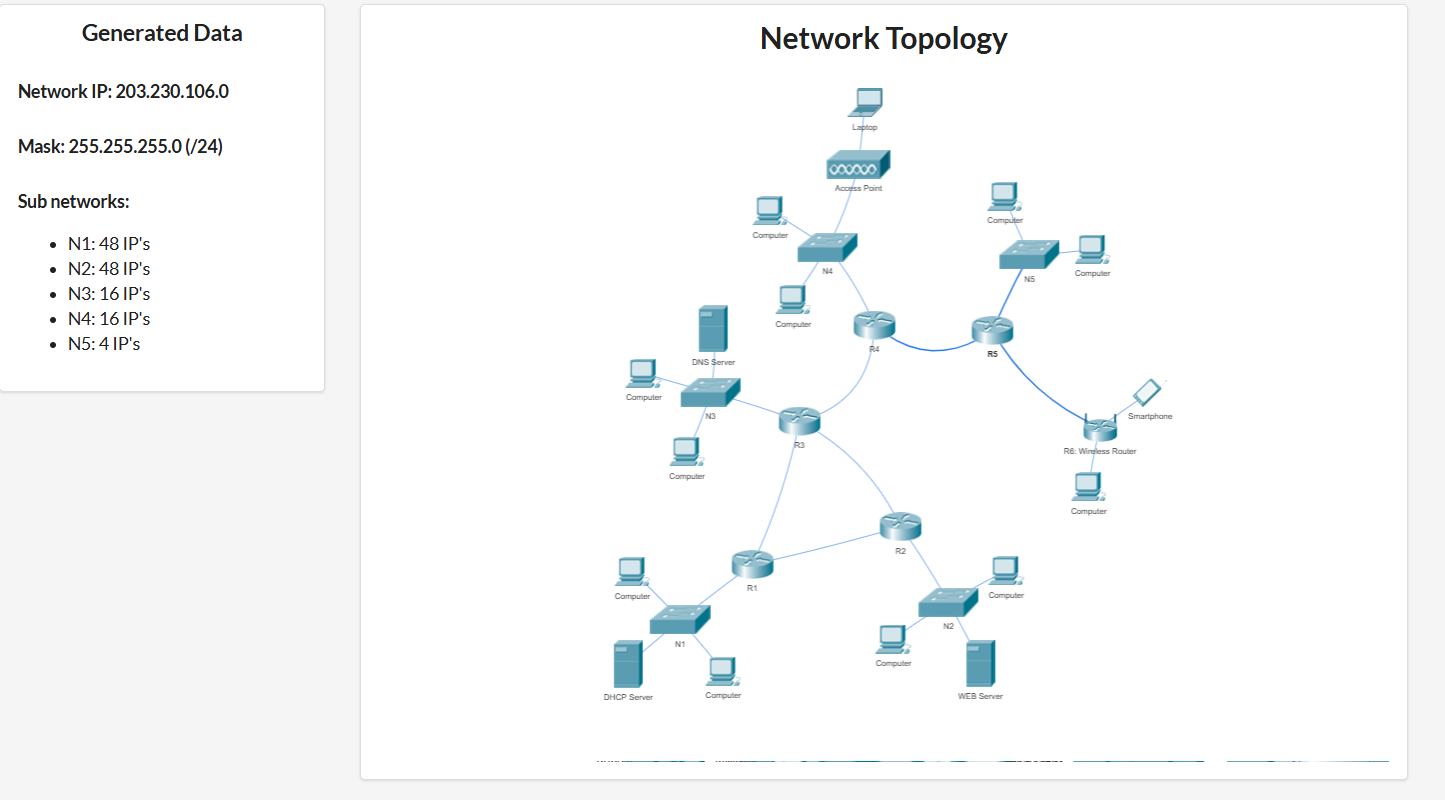 Generated Data
Network IP: 203.230.106.0
Mask: 255.255.255.0 (/24)
Sub networks:
N1: 48 IP's
N2: 48 IP's
N3: 16 IP's
N4: 16 IP's
N5: 4 IP's
Network Topology
Laptop
Access Point
Computer
Computer
N4
Computer
N5
Computer
R4
R5
DNS Server
Computer
N3
R3
Smartphone
R6: Wireless Router
Computer
Computer
R2
R1
Computer
Computer
N2
N1
Computer
DHCP Server
Computer
WEB Server